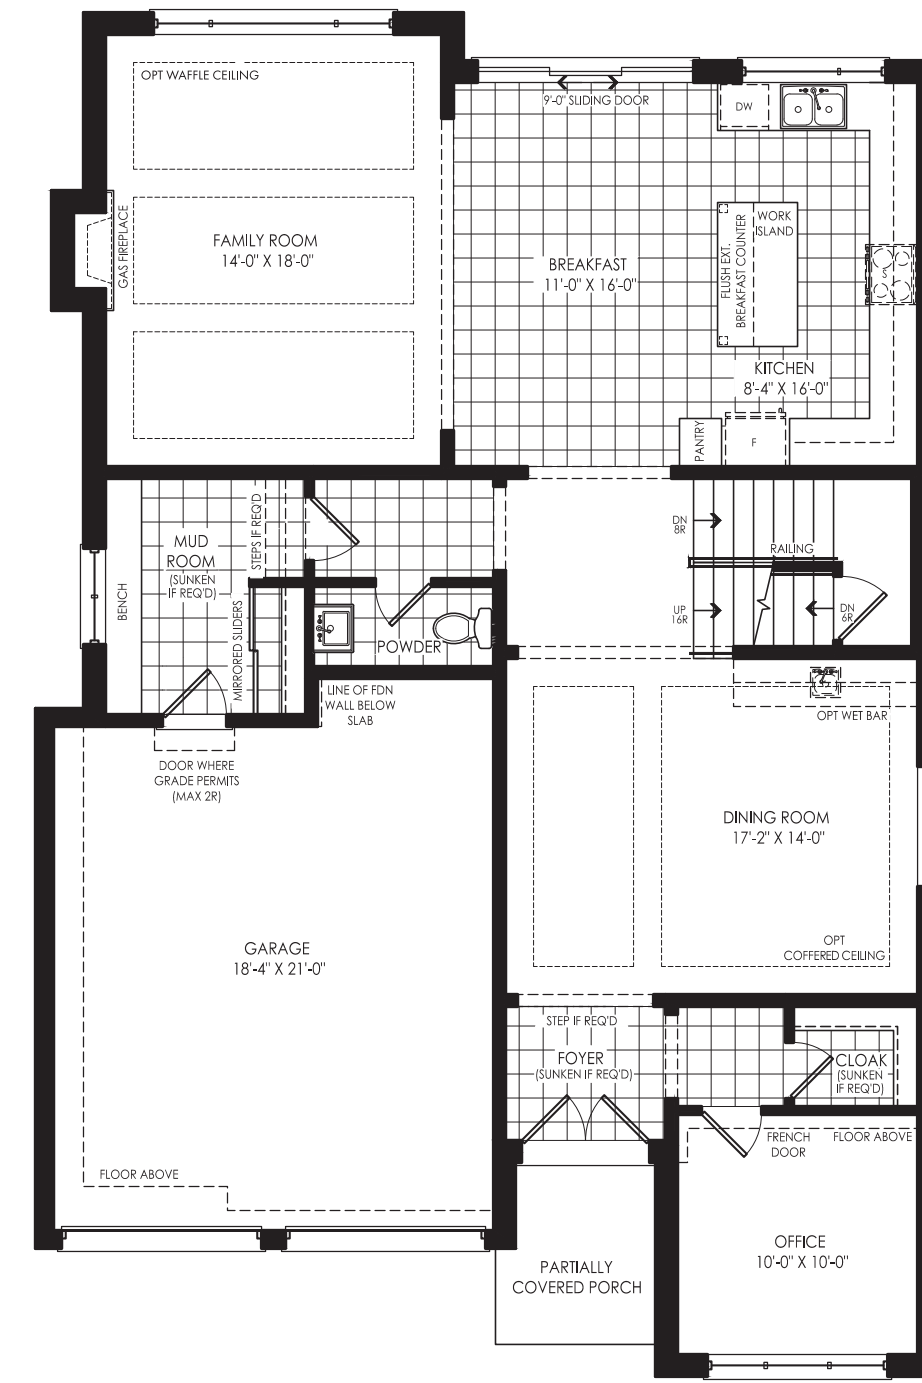 OPT WAFFLE CEILING
9'-0" SLIDING DOOR
DW
GAS FIREPLACE
FAMILY ROOM
14'-0" X 18'-0"
BREAKFAST
11'-0" X 16'-0"
FLUSH EXT.
BREAKFAST COUNTER
WORK
ISLAND
S
KITCHEN
8'-4" X 16'-0"
PANTRY
F
MUD
ROOM
(SUNKEN
IF REQ'D)
STEPS IF REQ'D
BENCH
MIRRORED SLIDERS
POWDER
DN
8R
RAILING
UP
16R
DN
6R
LINE OF FDN
WALL BELOW
SLAB
OPT WET BAR
DOOR WHERE
GRADE PERMITS
(MAX 2R)
DINING ROOM
17'-2" X 14'-0"
OPT
COFFERED CEILING
GARAGE
18'-4" X 21'-0"
STEP IF REQ'D
FOYER
(SUNKEN IF REQ'D)
CLOAK
(SUNKEN
IF REQ'D)
FRENCH
DOOR
FLOOR ABOVE
FLOOR ABOVE
OFFICE
10'-0" X 10'-0"
PARTIALLY
COVERED PORCH